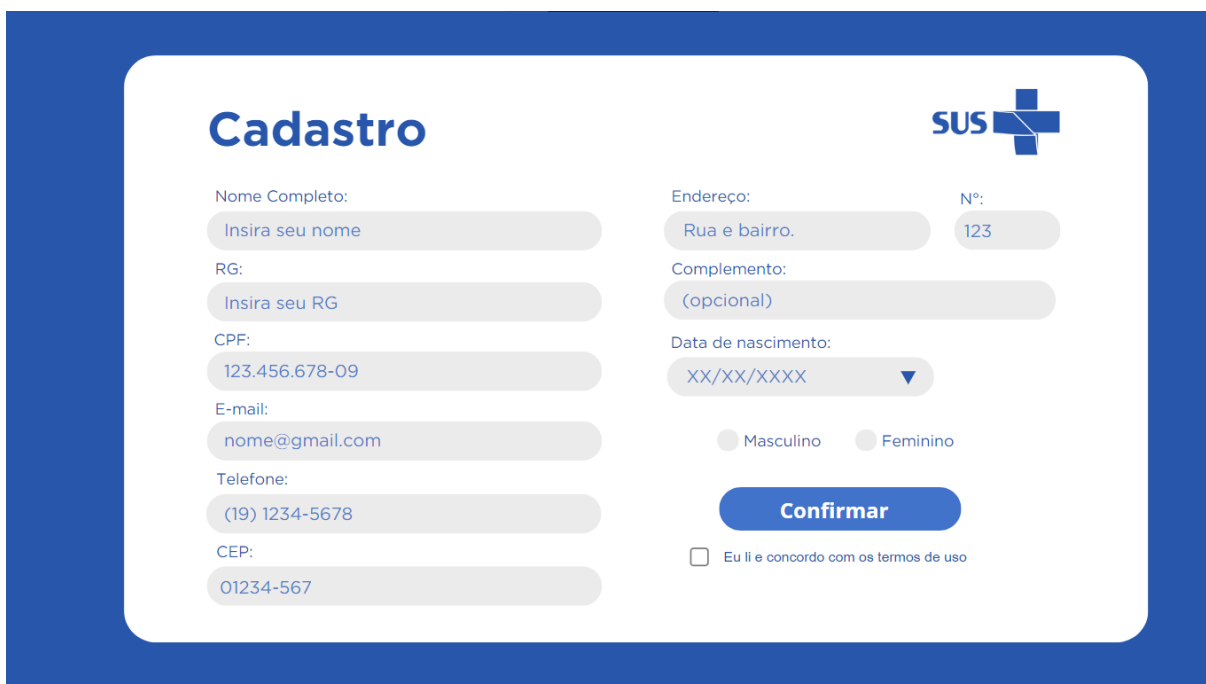 Cadastro
SUS
Nome Completo:
Insira seu nome
RG:
Insira seu RG
CPF:
123.456.678-09
E-mail:
nome@gmail.com
Telefone:
(19) 1234-5678
CEP:
01234-567
Endereço:
Rua e bairro.
Nº:
123
Complemento:
(opcional)
Data de nascimento:
XX/XX/XXXX
Masculino Feminino
Confirmar
Eu li e concordo com os termos de uso